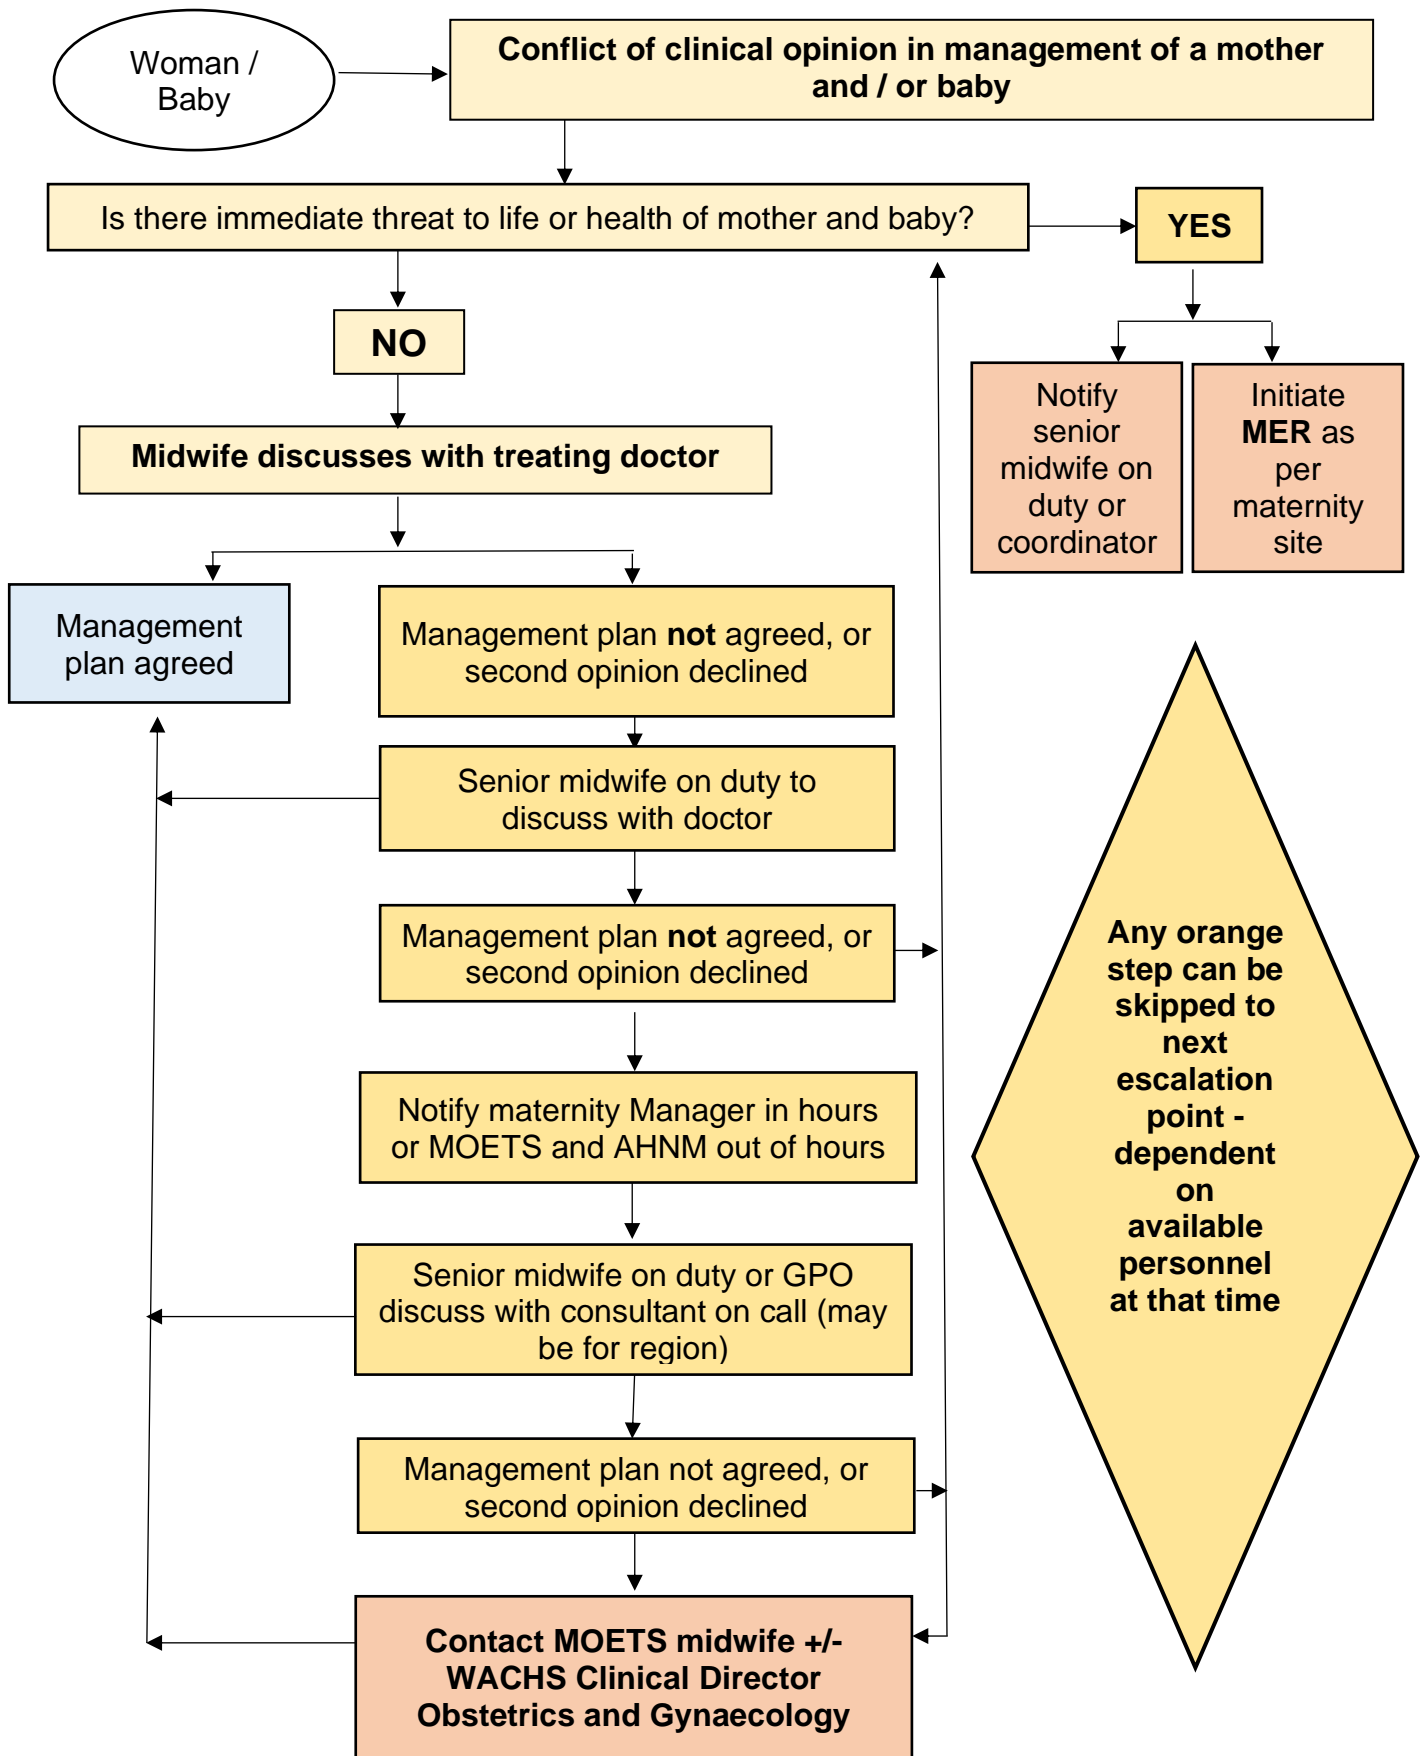 Woman /
Baby
Conflict of clinical opinion in management of a mother
and / or baby
Is there immediate threat to life or health of mother and baby?
YES
NO
Notify
senior
midwife on
duty or
coordinator
Initiate
MER as
per
maternity
site
Midwife discusses with treating doctor
Management
plan agreed
Management plan not agreed, or
second opinion declined
Senior midwife on duty to
discuss with doctor
Management plan not agreed, or
second opinion declined
Notify maternity Manager in hours
or MOETS and AHNM out of hours
Senior midwife on duty or GPO
discuss with consultant on call (may
be for region)
Management plan not agreed, or
second opinion declined
Contact MOETS midwife +/-
WACHS Clinical Director
Obstetrics and Gynaecology
Any orange
step can be
skipped to
next
escalation
point -
dependent
on
available
personnel
at that time